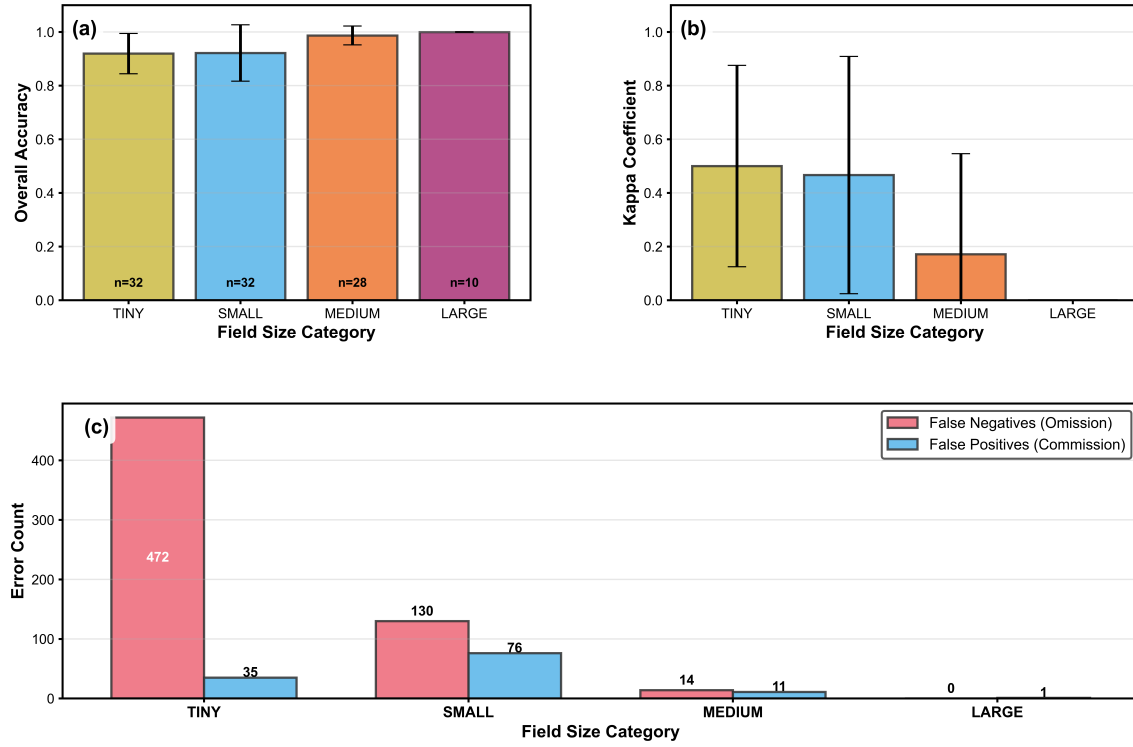 (a)
Overall Accuracy
1.0
0.8
0.6
0.4
0.2
0.0
n=32
n=32
n=28
n=10
TINY
SMALL
MEDIUM
LARGE
Field Size Category
(b)
Kappa Coefficient
1.0
0.8
0.6
0.4
0.2
0.0
TINY
SMALL
MEDIUM
LARGE
Field Size Category
(c)
False Negatives (Omission)
False Positives (Commission)
Error Count
400
300
200
100
0
472
35
130
76
14
11
0
1
TINY
SMALL
MEDIUM
LARGE
Field Size Category